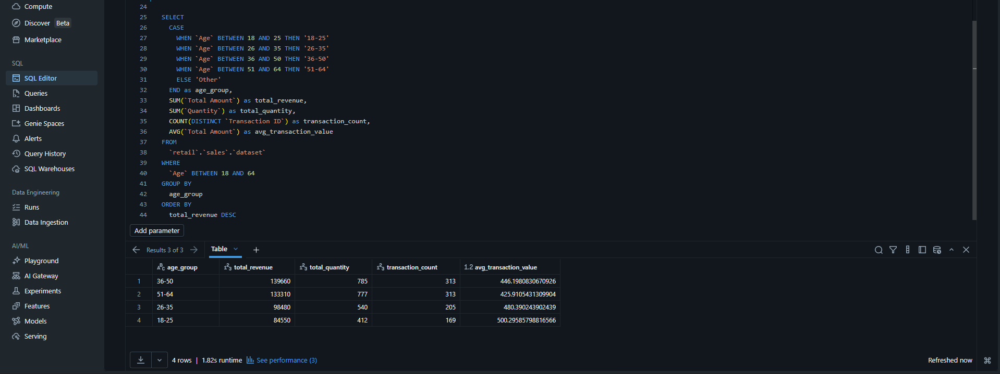 Compute
Discover Beta
Marketplace
SQL
SQL Editor
Queries
Dashboards
Genie Spaces
Alerts
Query History
SQL Warehouses
Data Engineering
Runs
Data Ingestion
AI/ML
Playground
AI Gateway
Experiments
Features
Models
Serving
24
25 SELECT
26 CASE
27 WHEN `Age` BETWEEN 18 AND 25 THEN '18-25'
28 WHEN `Age` BETWEEN 26 AND 35 THEN '26-35'
29 WHEN `Age` BETWEEN 36 AND 50 THEN '36-50'
30 WHEN `Age` BETWEEN 51 AND 64 THEN '51-64'
31 ELSE 'Other'
32 END as age_group,
33 SUM(`Total Amount`) as total_revenue,
34 SUM(`Quantity`) as total_quantity,
35 COUNT(DISTINCT `Transaction ID`) as transaction_count,
36 AVG(`Total Amount`) as avg_transaction_value
37 FROM
38 `retail`.`sales`.`dataset`
39 WHERE
40 `Age` BETWEEN 18 AND 64
41 GROUP BY
42 age_group
43 ORDER BY
44 total_revenue DESC
Add parameter
Results 3 of 3 Table +
ABC age_group 123 total_revenue 123 total_quantity 123 transaction_count 1.2 avg_transaction_value
1 36-50 139660 785 313 446.1980830670926
2 51-64 133310 777 313 425.9105431309904
3 26-35 98480 540 205 480.390243902439
4 18-25 84550 412 169 500.29585798816566
4 rows | 1.82s runtime See performance (3) Refreshed now